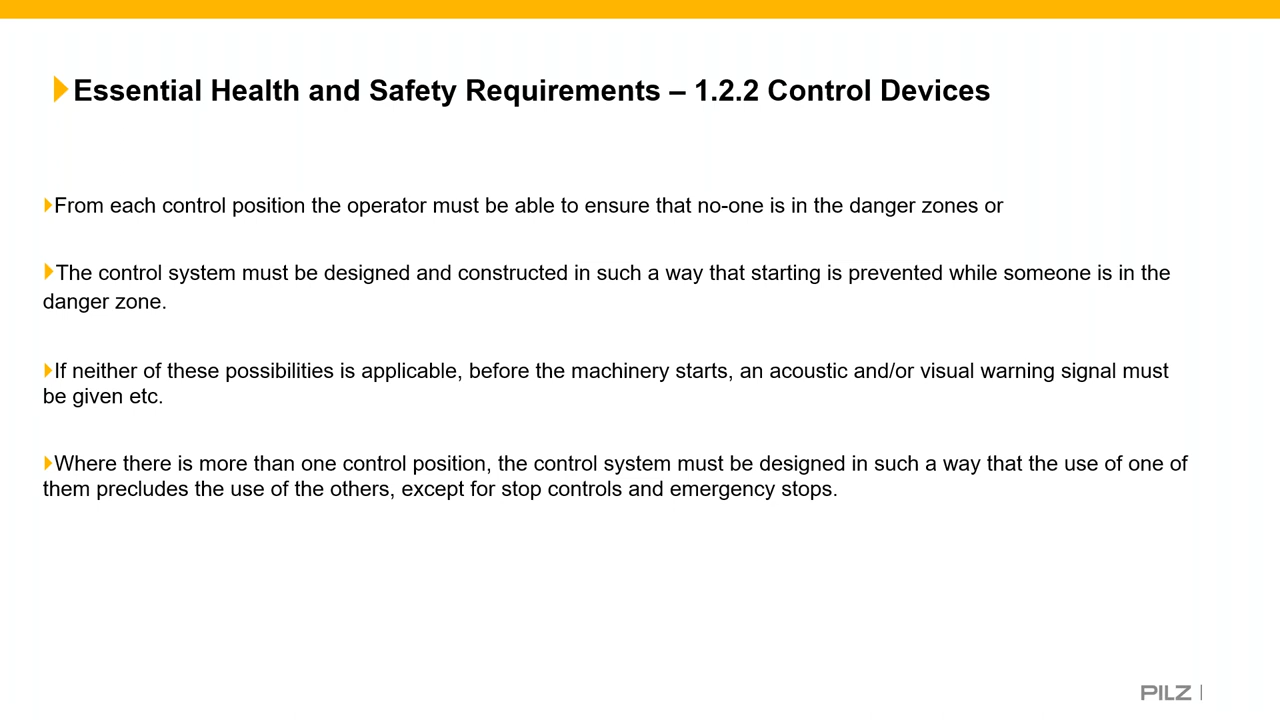 Essential Health and Safety Requirements – 1.2.2 Control Devices
From each control position the operator must be able to ensure that no-one is in the danger zones or
The control system must be designed and constructed in such a way that starting is prevented while someone is in the
danger zone.
If neither of these possibilities is applicable, before the machinery starts, an acoustic and/or visual warning signal must
be given etc.
Where there is more than one control position, the control system must be designed in such a way that the use of one of
them precludes the use of the others, except for stop controls and emergency stops.
PILZ